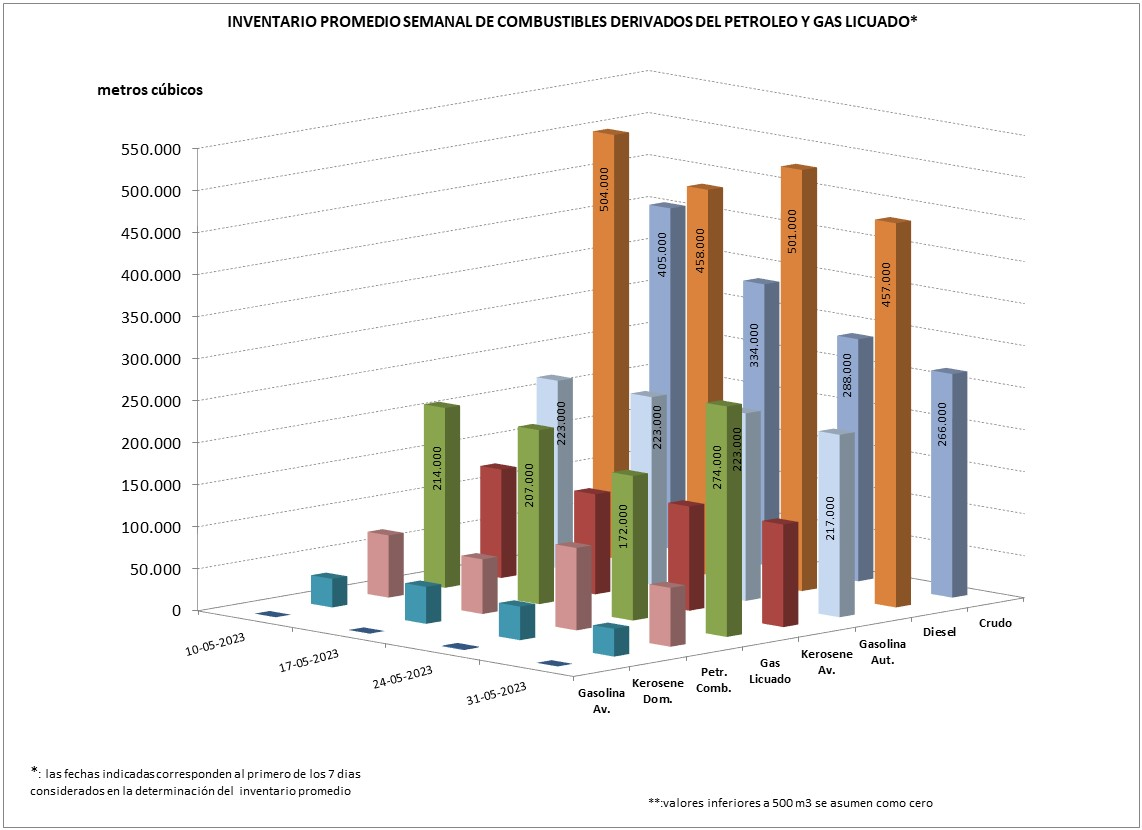 INVENTARIO PROMEDIO SEMANAL DE COMBUSTIBLES DERIVADOS DEL PETROLEO Y GAS LICUADO*
metros cúbicos
550.000
500.000
450.000
400.000
350.000
300.000
250.000
200.000
150.000
100.000
50.000
0
504.000
405.000
458.000
501.000
457.000
334.000
288.000
266.000
223.000
223.000
223.000
217.000
214.000
207.000
172.000
274.000
10-05-2023
17-05-2023
24-05-2023
31-05-2023
Gasolina
Av.
Kerosene
Dom.
Petr.
Comb.
Gas
Licuado
Kerosene
Av.
Gasolina
Aut.
Diesel
Crudo
*: las fechas indicadas corresponden al primero de los 7 dias
considerados en la determinación del inventario promedio
**:valores inferiores a 500 m3 se asumen como cero